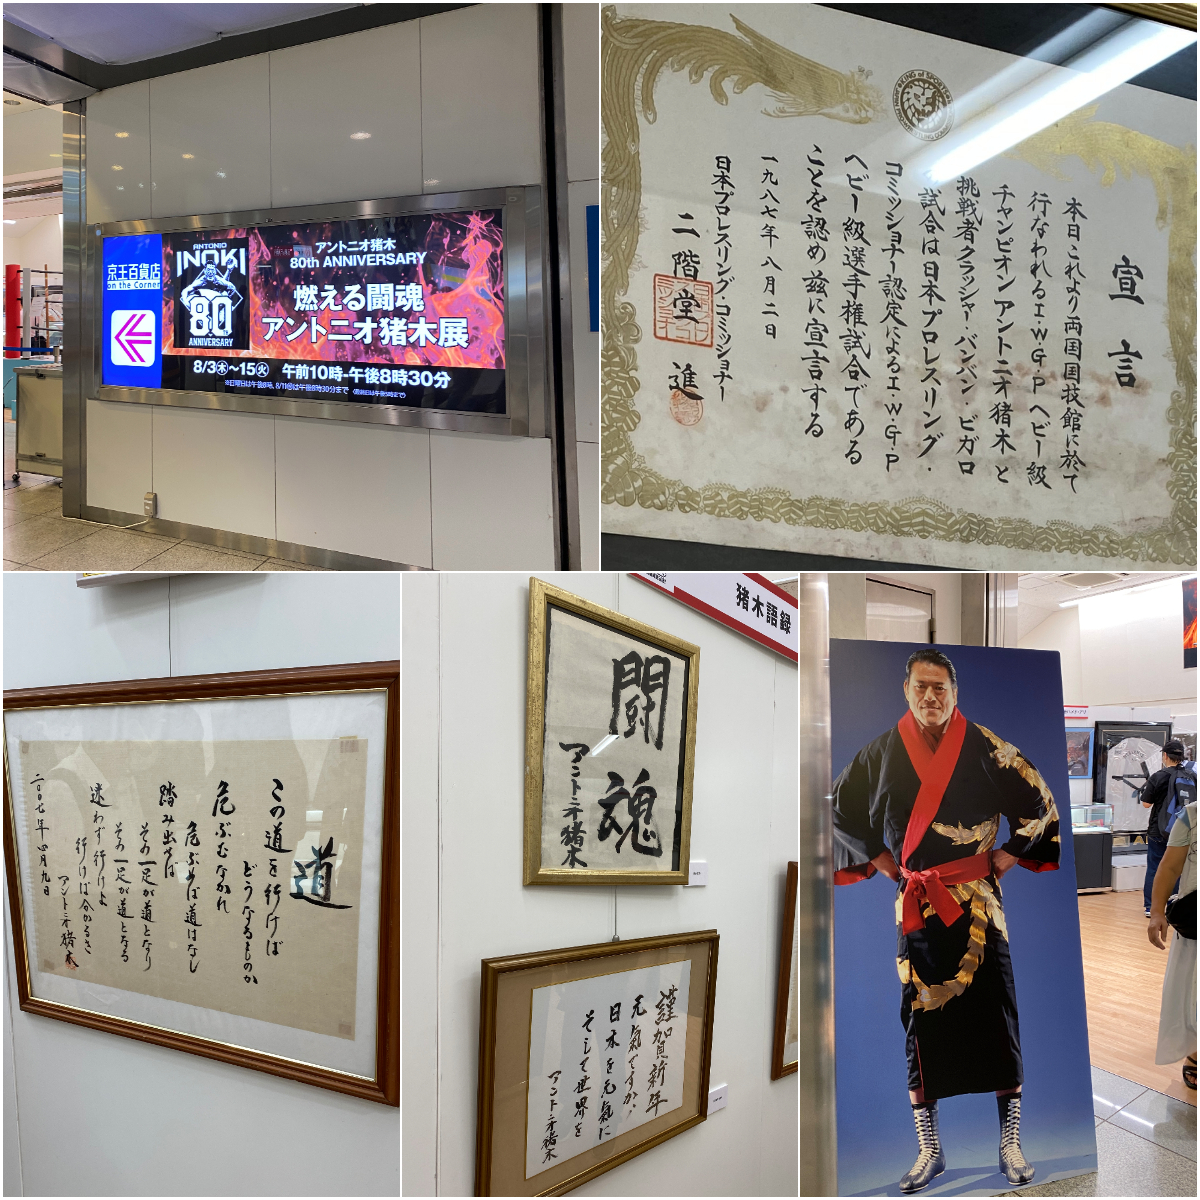 京王百貨店
on the Corner
ANTONIO
INOKI
80
ANNIVERSARY
アントニオ猪木
80th ANNIVERSARY
燃える闘魂
アントニオ猪木展
8/3㊍〜15㊋ 午前10時-午後8時30分
宣言
本日これより両国国技館に於て
行なわれるI・W・G・Pヘビー級
チャンピオン アントニオ猪木と
挑戦者クラッシャー・バンバン・ビガロ
試合は日本プロレスリング・
コミッショナー認定によるI・W・G・P
ヘビー級選手権試合である
ことを認め茲に宣言する
一九八七年八月二日
日本プロレスリング・コミッショナー
二階堂 進
道
この道を行けば
どうなるものか
危ぶむなかれ
危ぶめば道はなし
踏み出せば
その一足が道となり
その一足が道となる
迷わず行けよ
行けば分かるさ
アントニオ猪木
二〇〇七年四月九日
猪木語録
闘魂
アントニオ猪木
謹賀新年
元氣ですか!
日本を元氣に
そして世界を
アントニオ猪木